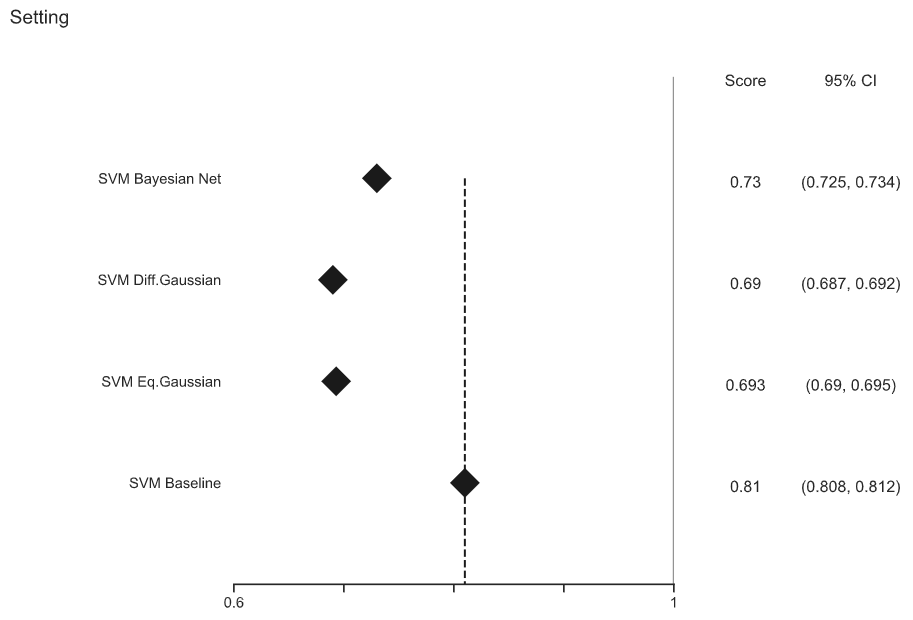 Setting
Score 95% CI
SVM Bayesian Net 0.73 (0.725, 0.734)
SVM Diff.Gaussian 0.69 (0.687, 0.692)
SVM Eq.Gaussian 0.693 (0.69, 0.695)
SVM Baseline 0.81 (0.808, 0.812)
0.6 1